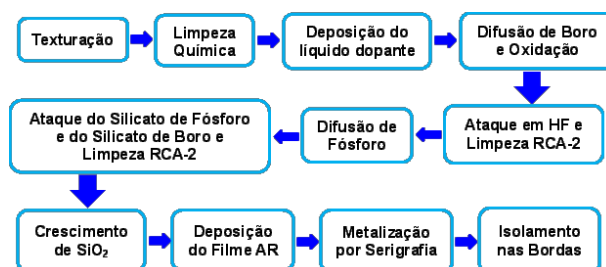 Texturação
Limpeza
Química
Deposição do
líquido dopante
Difusão de Boro
e Oxidação
Ataque do Silicato de Fósforo
e do Silicato de Boro e
Limpeza RCA-2
Difusão de
Fósforo
Ataque em HF e
Limpeza RCA-2
Crescimento
de SiO₂
Deposição
do Filme AR
Metalização
por Serigrafia
Isolamento
nas Bordas